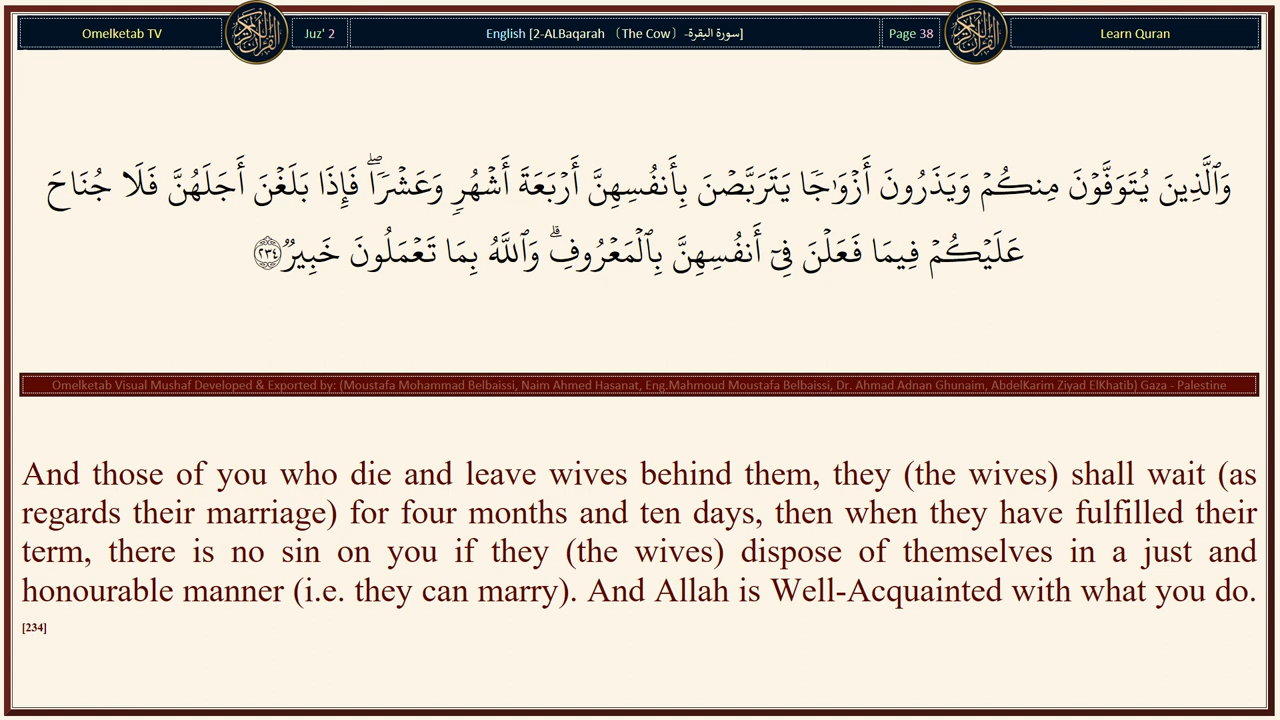 Omelketab TV
Juz' 2
English [2-ALBaqarah （The Cow） -سورة البقرة]
Page 38
Learn Quran
وَٱلَّذِينَ يُتَوَفَّوۡنَ مِنكُمۡ وَيَذَرُونَ أَزۡوَٰجٗا يَتَرَبَّصۡنَ بِأَنفُسِهِنَّ أَرۡبَعَةَ أَشۡهُرٖ وَعَشۡرٗاۖ فَإِذَا بَلَغۡنَ أَجَلَهُنَّ فَلَا جُنَاحَ
عَلَيۡكُمۡ فِيمَا فَعَلۡنَ فِيٓ أَنفُسِهِنَّ بِٱلۡمَعۡرُوفِۗ وَٱللَّهُ بِمَا تَعۡمَلُونَ خَبِيرٞ ٢٣٤
Omelketab Visual Mushaf Developed & Exported by: (Moustafa Mohammad Belbaissi, Naim Ahmed Hasanat, Eng.Mahmoud Moustafa Belbaissi, Dr. Ahmad Adnan Ghunaim, AbdelKarim Ziyad ElKhatib) Gaza - Palestine
And those of you who die and leave wives behind them, they (the wives) shall wait (as
regards their marriage) for four months and ten days, then when they have fulfilled their
term, there is no sin on you if they (the wives) dispose of themselves in a just and
honourable manner (i.e. they can marry). And Allah is Well-Acquainted with what you do.
[234]